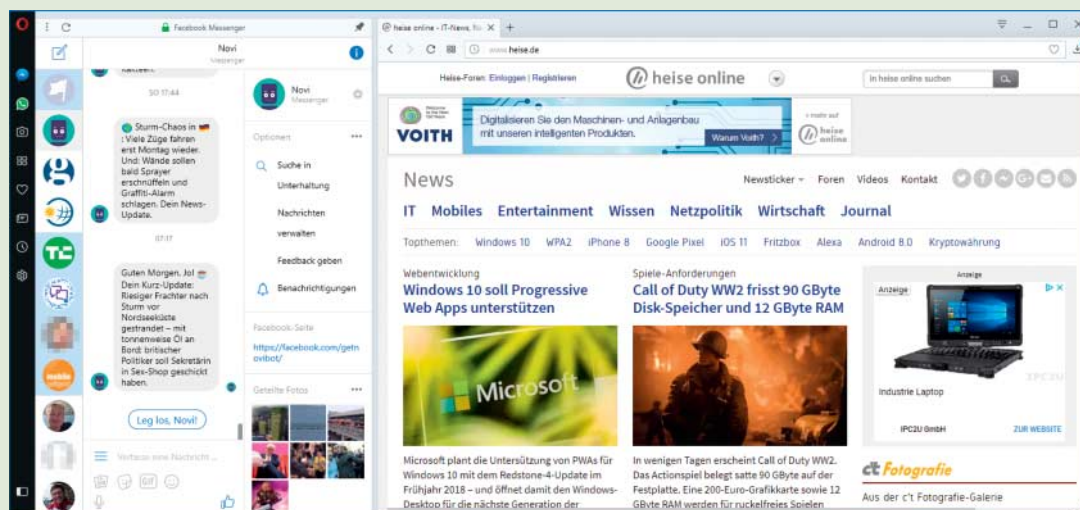 Facebook Messenger
Novi
Messenger
SO 17:44
Sturm-Chaos in
: Viele Züge fahren
erst Montag wieder.
Und: Wände sollen
bald Sprayer
erschnüffeln und
Graffiti-Alarm
schlagen. Dein News-
Update.
07:17
Guten Morgen, Jo!
Dein Kurz-Update:
Riesiger Frachter nach
Sturm vor
Nordseeküste
gestrandet – mit
tonnenweise Öl an
Bord; britischer
Politiker soll Sekretärin
in Sex-Shop geschickt
haben.
Leg los, Novi!
Verfasse eine Nachricht ...
GIF
TC
Novi
Messenger
Optionen
Suche in
Unterhaltung
Nachrichten
verwalten
Feedback geben
Benachrichtigungen
Facebook-Seite
https://facebook.com/getn
ovibot/
Geteilte Fotos
heise online - IT-News, Na
www.heise.de
Heise-Foren: Einloggen | Registrieren
heise online
In heise online suchen
VOITH
Digitalisieren Sie den Maschinen- und Anlagenbau
mit unseren intelligenten Produkten.
Warum Voith? >
» mehr auf
heise
online
News
Newsticker Foren Videos Kontakt
IT Mobiles Entertainment Wissen Netzpolitik Wirtschaft Journal
Topthemen: Windows 10 WPA2 iPhone 8 Google Pixel iOS 11 Fritzbox Alexa Android 8.0 Kryptowährung
Webentwicklung
Windows 10 soll Progressive
Web Apps unterstützen
Microsoft
Microsoft plant die Untersützung von PWAs für
Windows 10 mit dem Redstone-4-Update im
Frühjahr 2018 – und öffnet damit den Windows-
Desktop für die nächste Generation der
Spiele-Anforderungen
Call of Duty WW2 frisst 90 GByte
Disk-Speicher und 12 GByte RAM
In wenigen Tagen erscheint Call of Duty WW2.
Das Actionspiel belegt satte 90 GByte auf der
Festplatte. Eine 200-Euro-Grafikkarte sowie 12
GByte RAM werden für ruckelfreies Spielen
Anzeige
Anzeige
IPC2U
Industrie Laptop
IPC2U GmbH
ZUR WEBSITE
c't Fotografie
Aus der c't Fotografie-Galerie